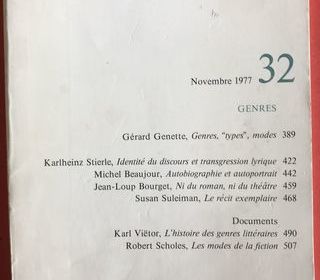 Novembre 1977 32
GENRES
Gérard Genette, Genres, "types", modes 389
Karlheinz Stierle, Identité du discours et transgression lyrique 422
Michel Beaujour, Autobiographie et autoportrait 442
Jean-Loup Bourget, Ni du roman, ni du théâtre 459
Susan Suleiman, Le récit exemplaire 468
Documents
Karl Viëtor, L'histoire des genres littéraires 490
Robert Scholes, Les modes de la fiction 507